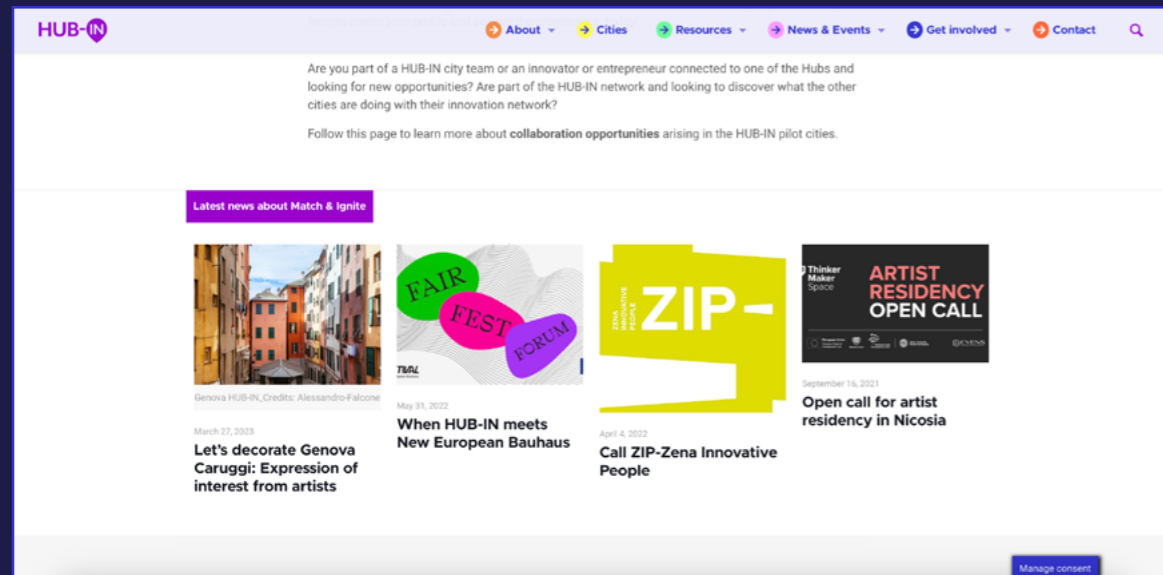 HUB-IN
About
Cities
Resources
News & Events
Get involved
Contact
Are you part of a HUB-IN city team or an innovator or entrepreneur connected to one of the Hubs and
looking for new opportunities? Are part of the HUB-IN network and looking to discover what the other
cities are doing with their innovation network?
Follow this page to learn more about collaboration opportunities arising in the HUB-IN pilot cities.
Latest news about Match & Ignite
Genova HUB-IN_Credits: Alessandro-Falcone
March 27, 2023
Let's decorate Genova
Caruggi: Expression of
interest from artists
FAIR
FEST
FORUM
May 31, 2022
When HUB-IN meets
New European Bauhaus
ZENA
INNOVATIVE
PEOPLE
ZIP-
April 4, 2022
Call ZIP-Zena Innovative
People
Thinker
Maker
Space
ARTIST
RESIDENCY
OPEN CALL
September 16, 2021
Open call for artist
residency in Nicosia
Manage consent